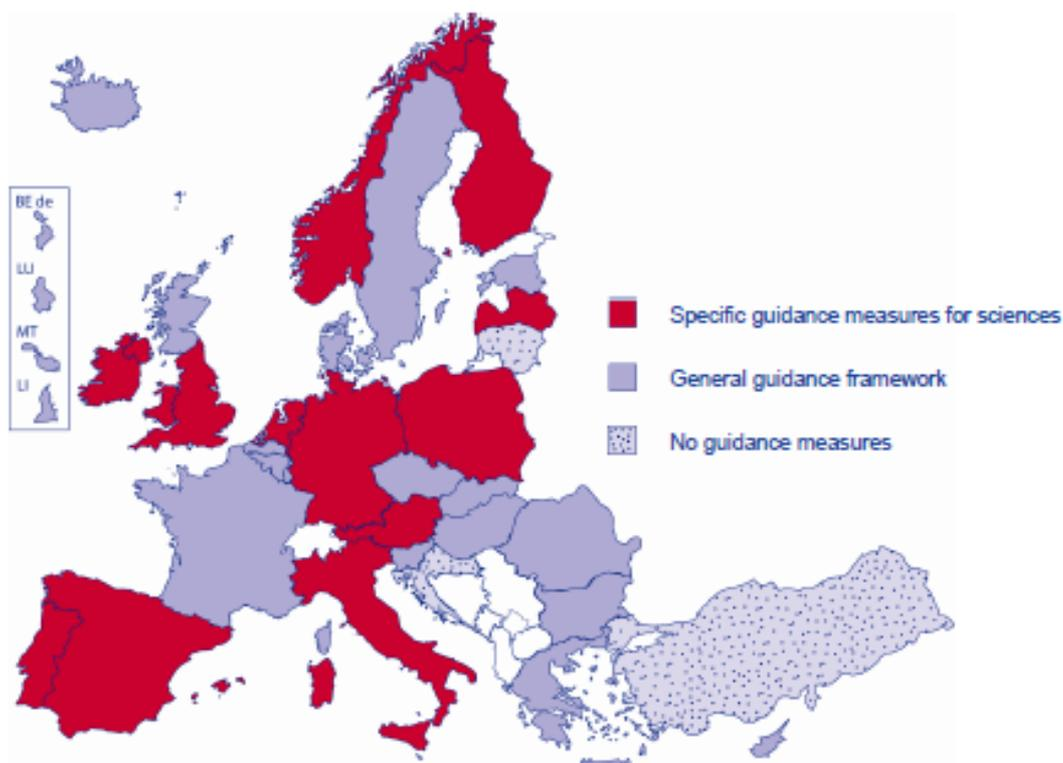 BE de
LU
MT
LI
Specific guidance measures for sciences
General guidance framework
No guidance measures